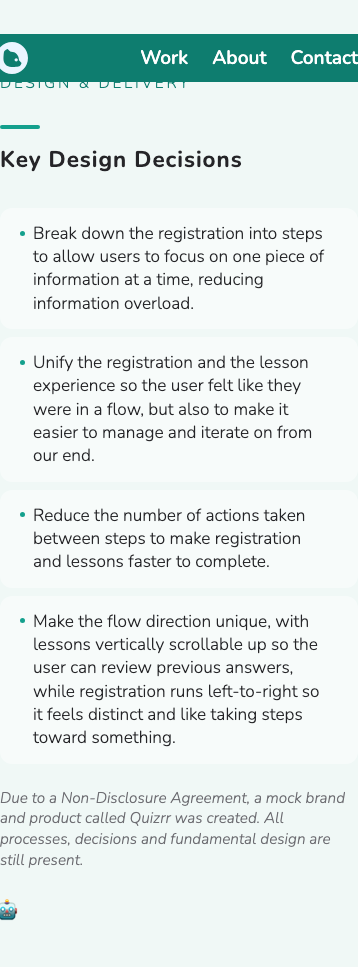 Work About Contact
DESIGN & DELIVERY
Key Design Decisions
• Break down the registration into steps
to allow users to focus on one piece of
information at a time, reducing
information overload.
• Unify the registration and the lesson
experience so the user felt like they
were in a flow, but also to make it
easier to manage and iterate on from
our end.
• Reduce the number of actions taken
between steps to make registration
and lessons faster to complete.
• Make the flow direction unique, with
lessons vertically scrollable up so the
user can review previous answers,
while registration runs left-to-right so
it feels distinct and like taking steps
toward something.
Due to a Non-Disclosure Agreement, a mock brand
and product called Quizrr was created. All
processes, decisions and fundamental design are
still present.